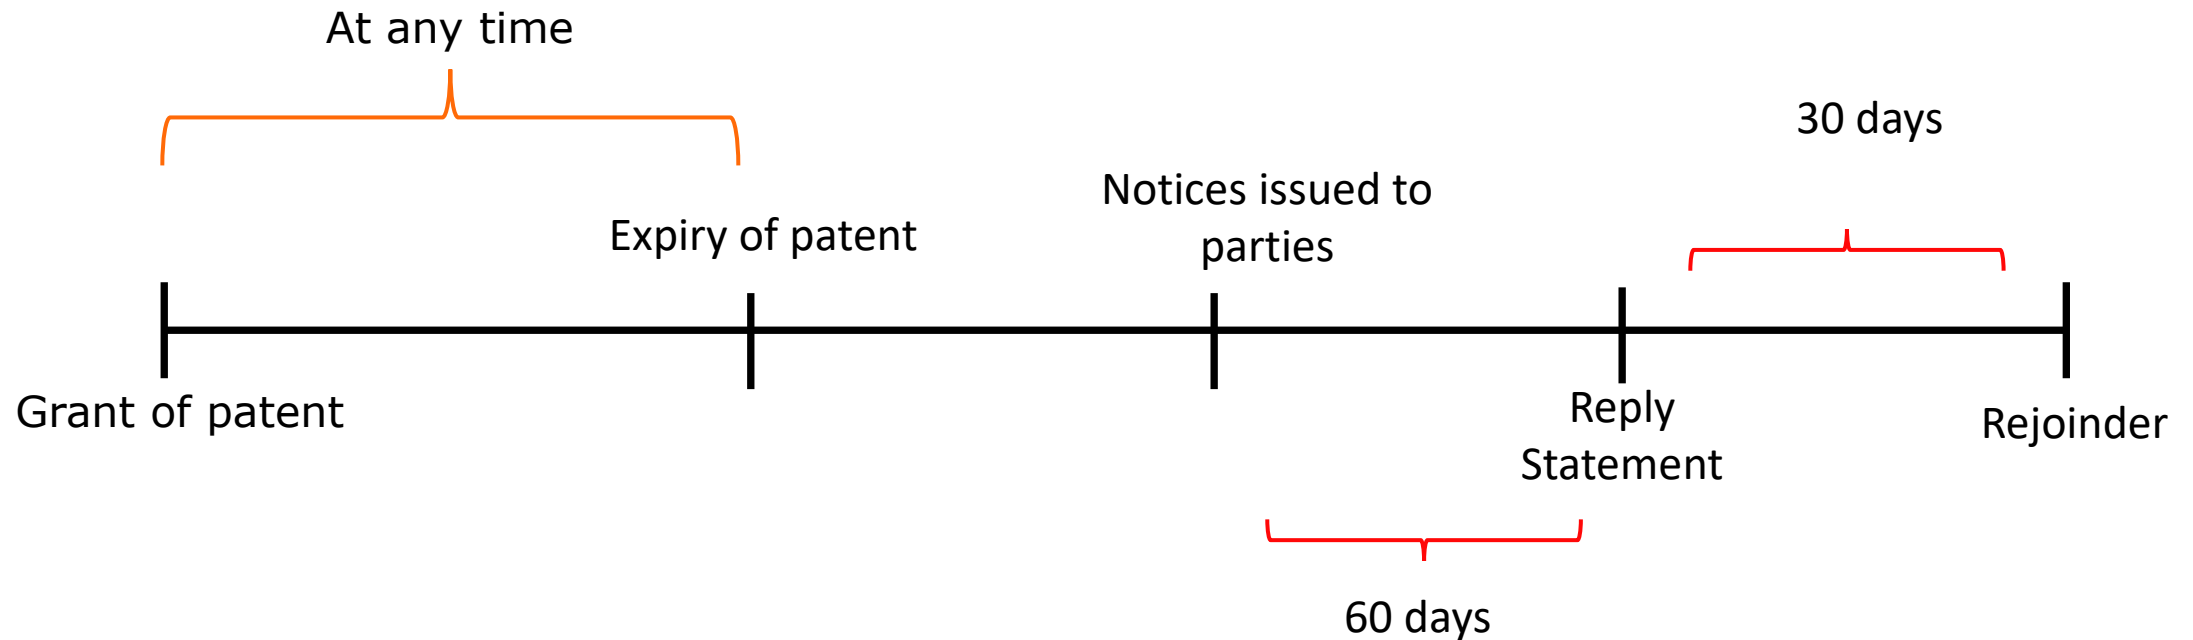 At any time
30 days
Notices issued to
parties
Expiry of patent
Grant of patent
Reply
Statement
Rejoinder
60 days